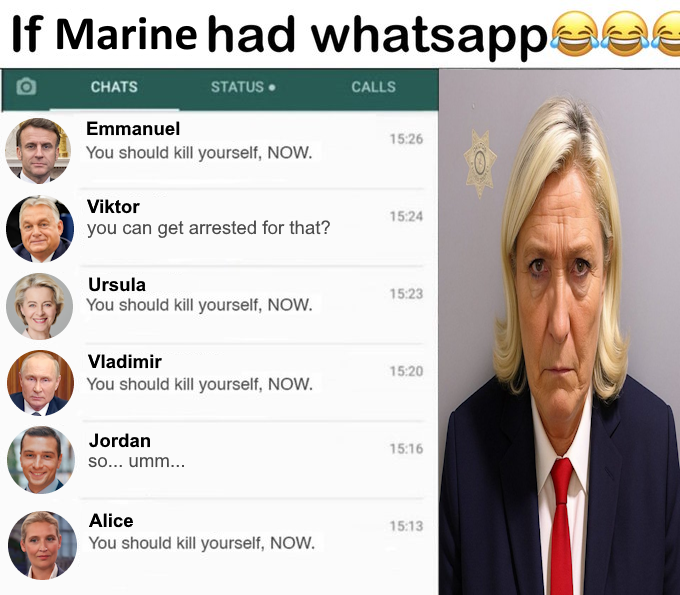 If Marine had whatsapp😂😂😂
CHATS STATUS • CALLS
Emmanuel 15:26
You should kill yourself, NOW.
Viktor 15:24
you can get arrested for that?
Ursula 15:23
You should kill yourself, NOW.
Vladimir 15:20
You should kill yourself, NOW.
Jordan 15:16
so... umm...
Alice 15:13
You should kill yourself, NOW.